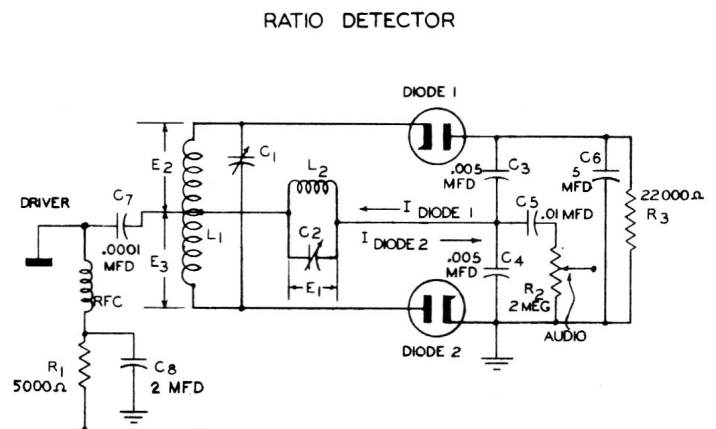 RATIO DETECTOR
DIODE 1
E2
C1
L2
.005 MFD
C3
C6
5 MFD
22000Ω
R3
DRIVER
C7
.0001 MFD
L1
I DIODE 1
C5
.01 MFD
C2
I DIODE 2
E3
.005 MFD
C4
E1
R2
2 MEG
RFC
AUDIO
DIODE 2
R1
5000Ω
C8
2 MFD